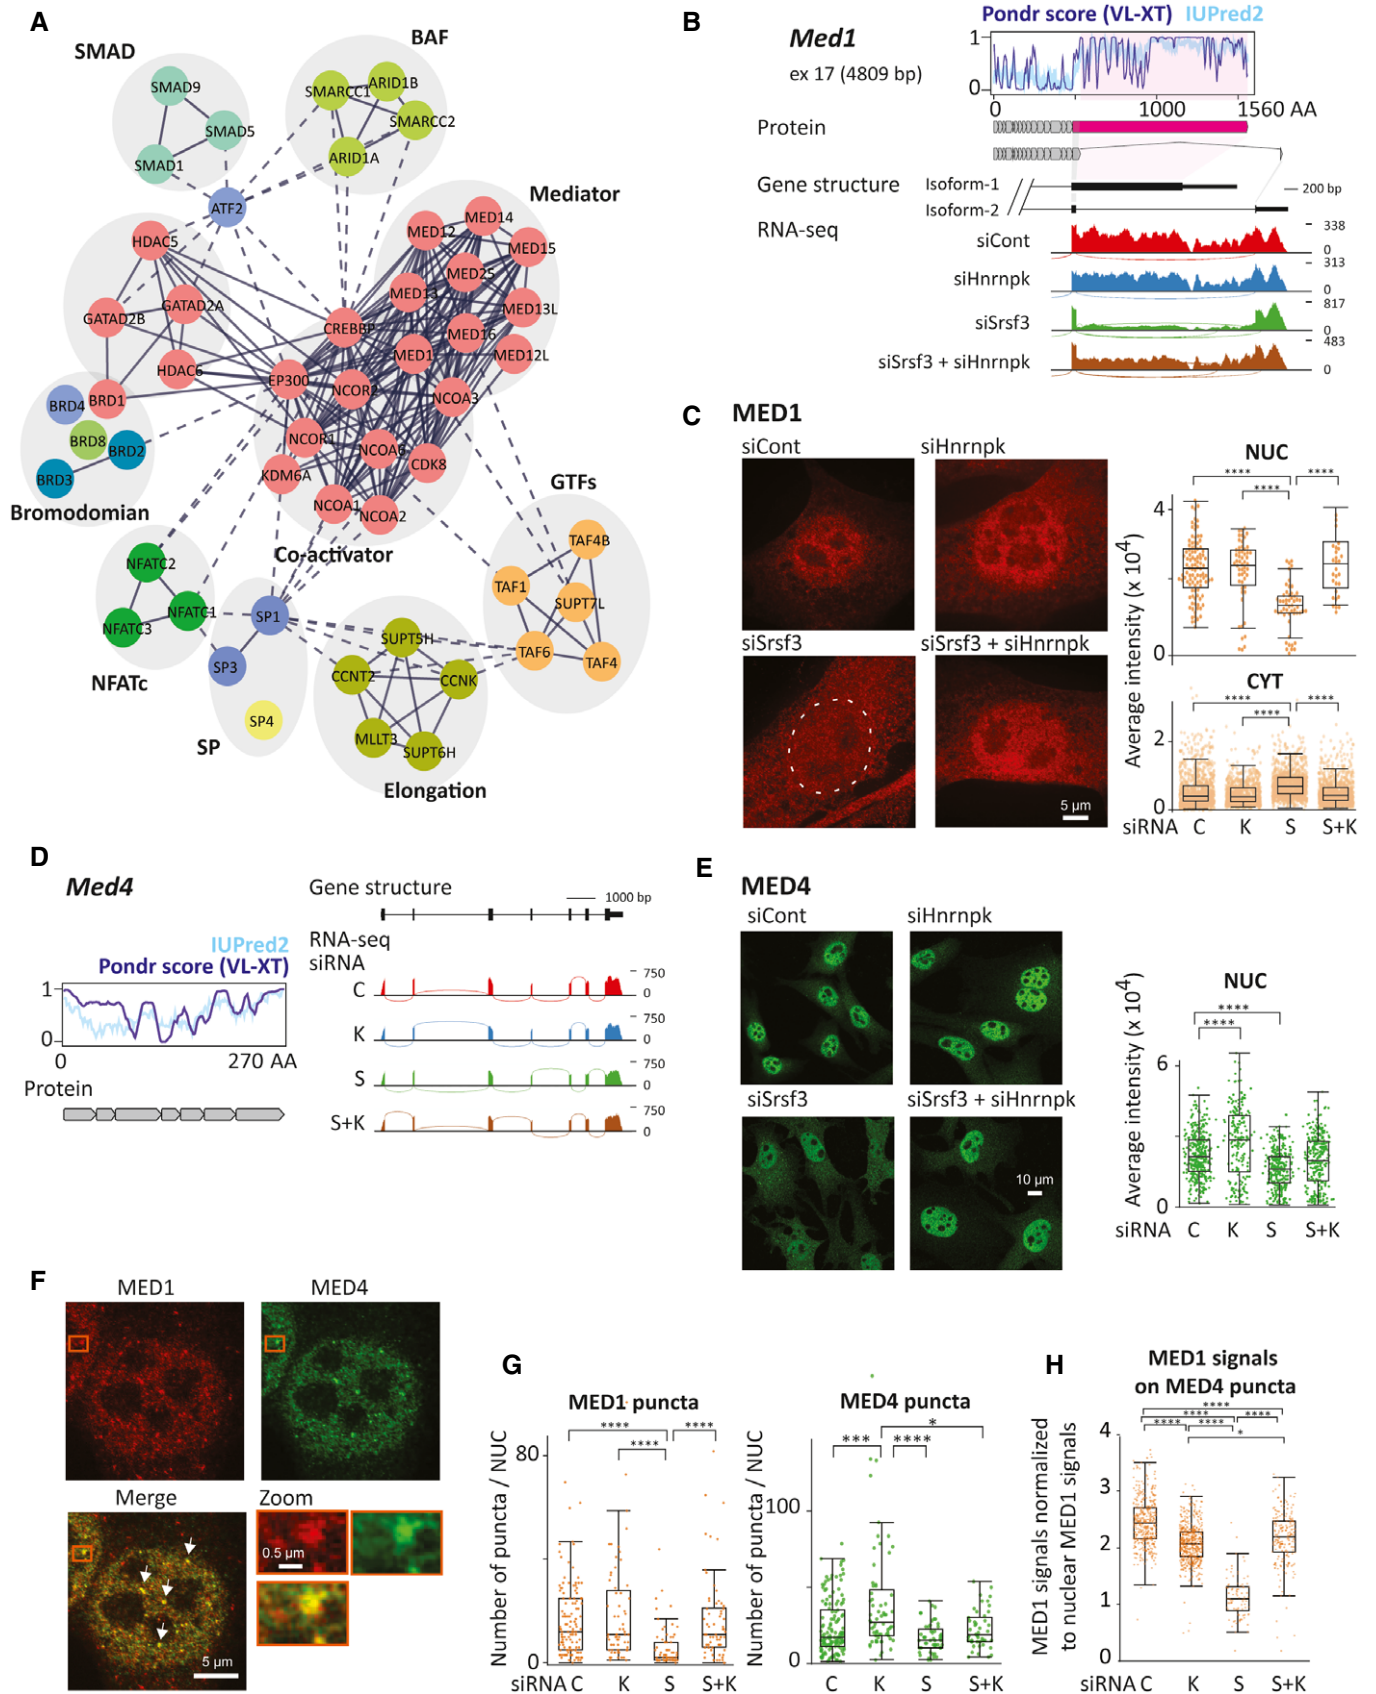 A
SMAD
BAF
SMAD9
SMAD5
SMAD1
SMARCC1
ARID1B
SMARCC2
ARID1A
ATF2
Mediator
HDAC5
GATAD2A
GATAD2B
HDAC6
BRD1
MED12
MED14
MED15
MED25
MED13
MED13L
MED16
MED1
MED12L
CREBBP
EP300
NCOR2
NCOA3
NCOR1
NCOA6
CDK8
KDM6A
NCOA1
NCOA2
BRD4
BRD8
BRD2
BRD3
Bromodomian
Co-activator
GTFs
NFATC2
NFATC1
NFATC3
NFATc
SP1
SP3
SP4
SP
TAF4B
TAF1
SUPT7L
TAF6
TAF4
SUPT5H
CCNT2
CCNK
MLLT3
SUPT6H
Elongation
B
Med1
ex 17 (4809 bp)
Pondr score (VL-XT) IUPred2
1
0
0 1000 1560 AA
Protein
Gene structure
Isoform-1
Isoform-2
200 bp
RNA-seq
siCont
338
0
siHnrnpk
313
0
siSrsf3
817
0
siSrsf3 + siHnrnpk
483
0
C
MED1
siCont
siHnrnpk
siSrsf3
siSrsf3 + siHnrnpk
5 µm
NUC
**** ****
****
4
0
Average intensity (x 10⁴)
CYT
**** ****
****
2
0
siRNA C K S S+K
D
Med4
IUPred2
Pondr score (VL-XT)
1
0
0 270 AA
Protein
Gene structure
1000 bp
RNA-seq
siRNA
C
750
0
K
750
0
S
750
0
S+K
750
0
E
MED4
siCont
siHnrnpk
siSrsf3
siSrsf3 + siHnrnpk
10 µm
NUC
****
****
6
0
Average intensity (x 10⁴)
siRNA C K S S+K
F
MED1
MED4
Merge
Zoom
0.5 µm
5 µm
G
MED1 puncta
**** ****
****
80
0
Number of puncta / NUC
siRNA C K S S+K
MED4 puncta
*
*** ****
100
0
Number of puncta / NUC
C K S S+K
H
MED1 signals
on MED4 puncta
****
**** ****
**** ****
*
4
3
2
1
0
MED1 signals normalized
to nuclear MED1 signals
siRNA C K S S+K